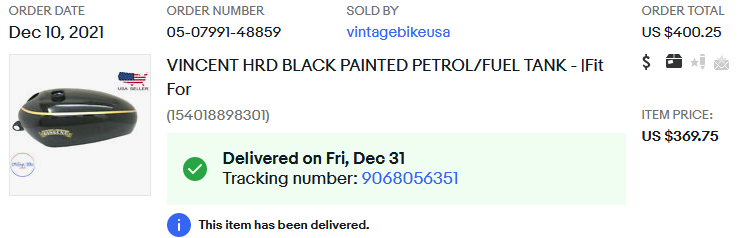 ORDER DATE
Dec 10, 2021
ORDER NUMBER
05-07991-48859
SOLD BY
vintagebikeusa
ORDER TOTAL
US $400.25
USA SELLER
VINCENT
VINCENT HRD BLACK PAINTED PETROL/FUEL TANK - |Fit
For
(154018898301)
ITEM PRICE:
US $369.75
Delivered on Fri, Dec 31
Tracking number: 9068056351
This item has been delivered.